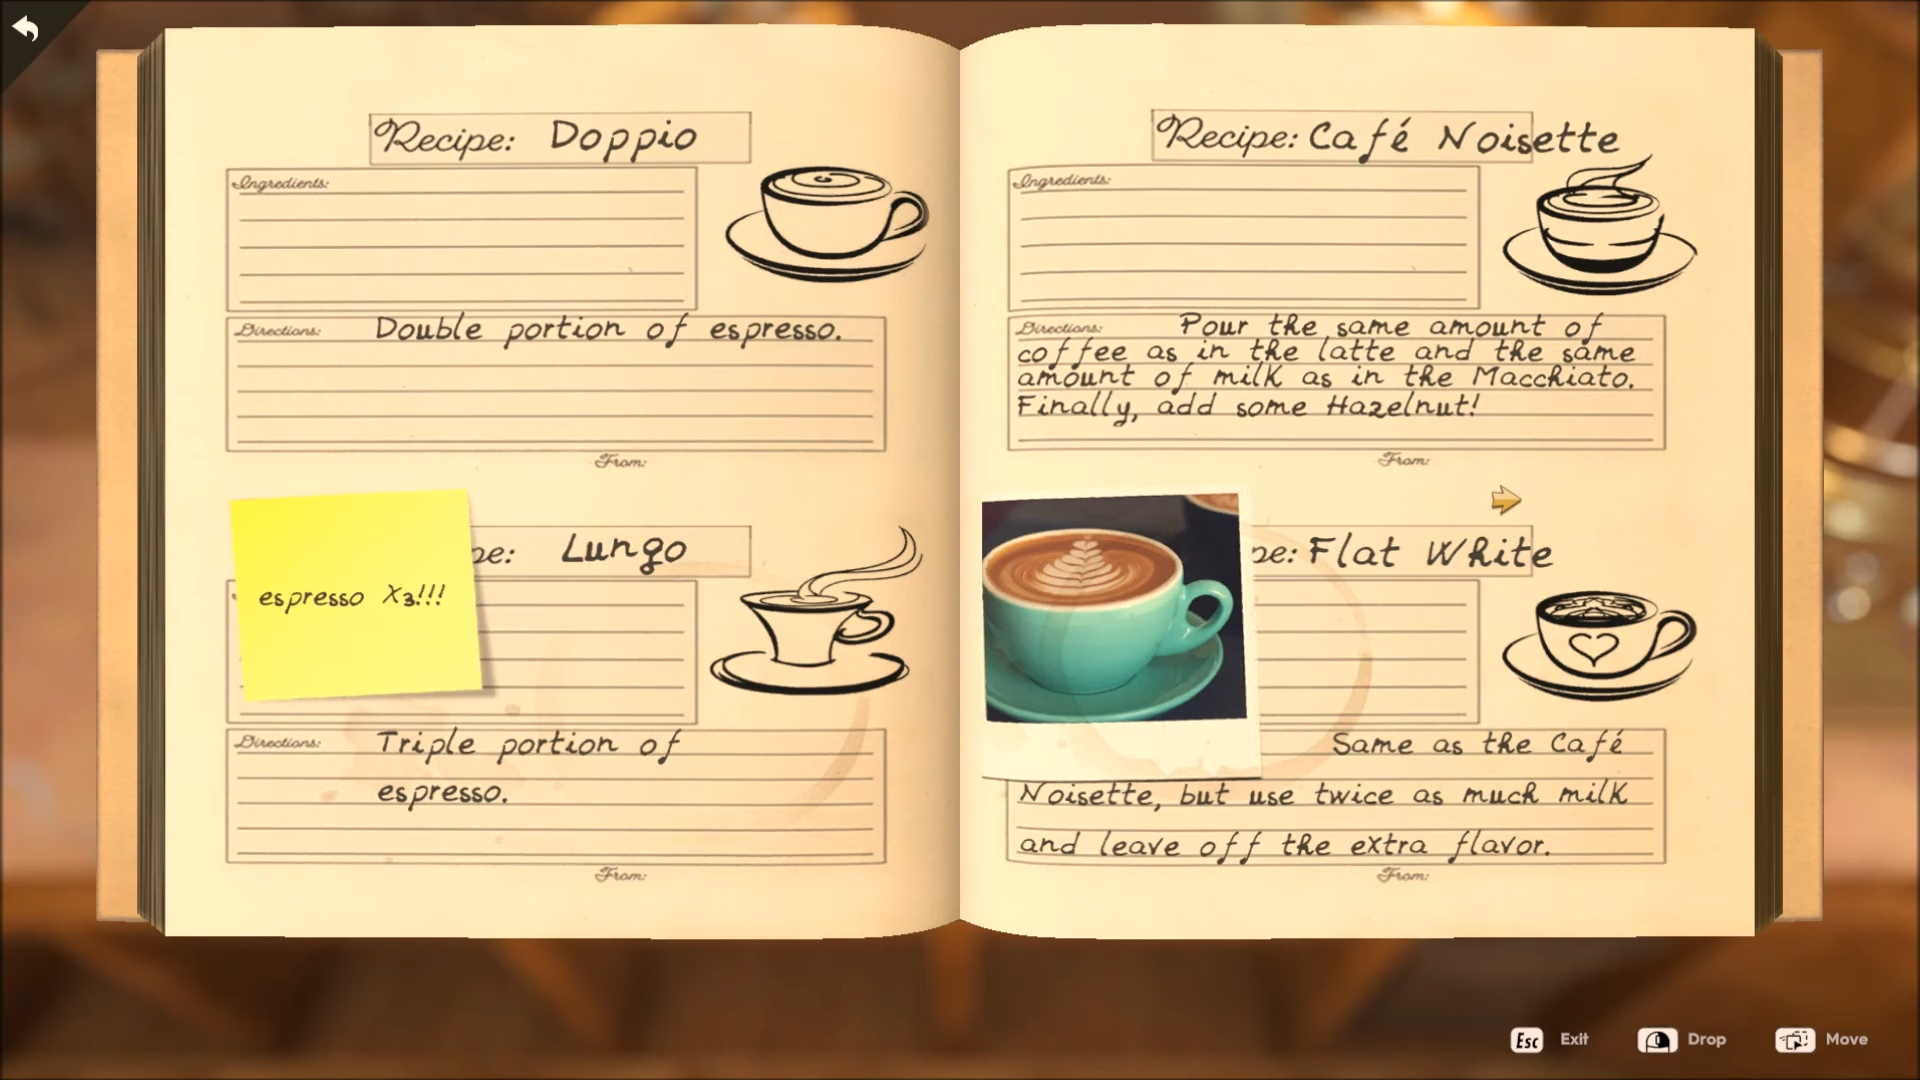 Recipe: Doppio
Ingredients:
Directions: Double portion of espresso.
From:
espresso X3!!!
pe: Lungo
Directions: Triple portion of
espresso.
From:
Recipe: Café Noisette
Ingredients:
Directions: Pour the same amount of
coffee as in the latte and the same
amount of milk as in the Macchiato.
Finally, add some Hazelnut!
From:
pe: Flat White
Same as the Café
Noisette, but use twice as much milk
and leave off the extra flavor.
From:
Esc Exit Drop Move